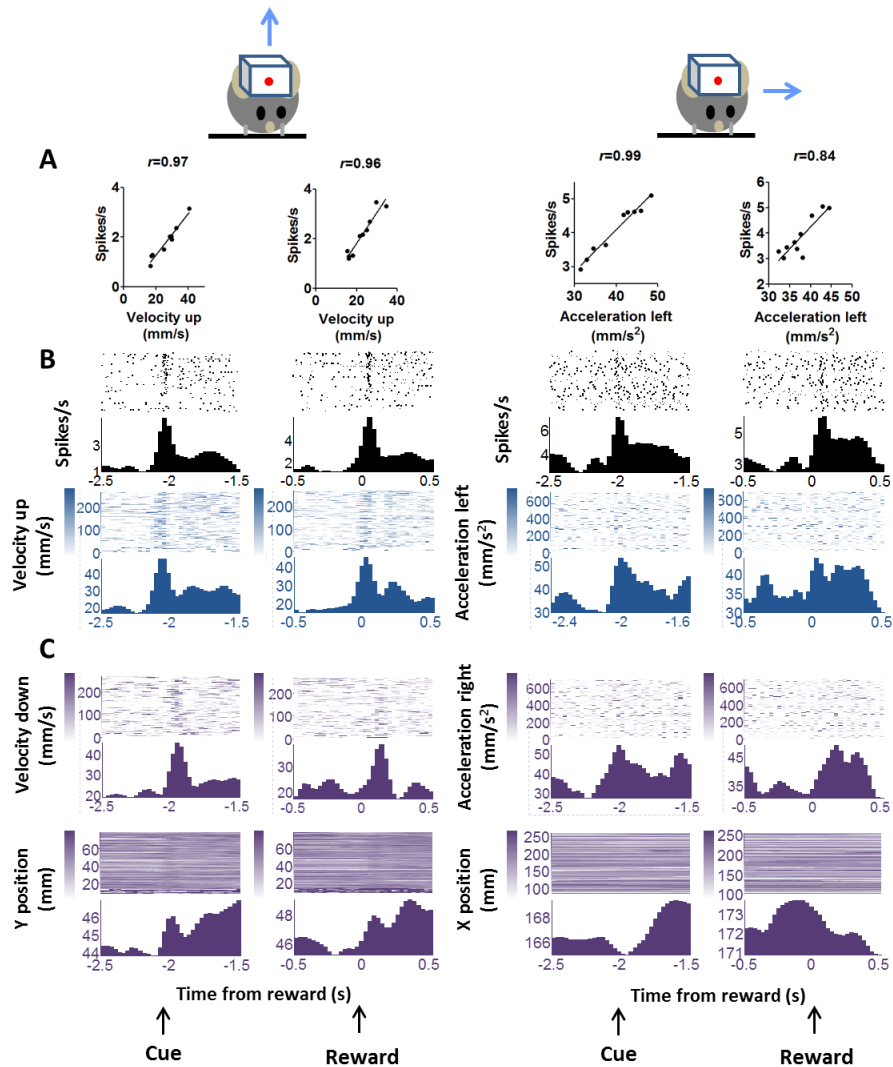 A
r=0.97
r=0.96
r=0.99
r=0.84
Spikes/s
4
2
0
0 20 40
Velocity up
(mm/s)
Spikes/s
4
2
0
0 20 40
Velocity up
(mm/s)
Spikes/s
5
4
3
30 40 50
Acceleration left
(mm/s2)
Spikes/s
6
5
4
3
2
30 35 40 45 50
Acceleration left
(mm/s2)
B
Spikes/s
3
1
-2.5 -2 -1.5
4
2
-0.5 0 0.5
Spikes/s
6
4
-2.5 -2 -1.5
5
3
-0.5 0 0.5
Velocity up
(mm/s)
200
100
0
40
30
20
-2.5 -2 -1.5
200
100
0
40
30
20
-0.5 0 0.5
Acceleration left
(mm/s2)
600
400
200
0
50
40
30
-2.4 -2 -1.6
600
400
200
0
45
40
35
30
-0.5 0 0.5
C
Velocity down
(mm/s)
200
100
0
40
30
20
-2.5 -2 -1.5
200
100
0
40
30
20
-0.5 0 0.5
Acceleration right
(mm/s2)
600
400
200
0
50
40
30
-2.5 -2 -1.5
600
400
200
0
45
35
-0.5 0 0.5
Y position
(mm)
60
40
20
46
45
44
-2.5 -2 -1.5
60
40
20
48
46
-0.5 0 0.5
X position
(mm)
250
200
150
100
168
166
-2.5 -2 -1.5
250
200
150
100
173
172
171
-0.5 0 0.5
Time from reward (s)
Time from reward (s)
Cue
Reward
Cue
Reward